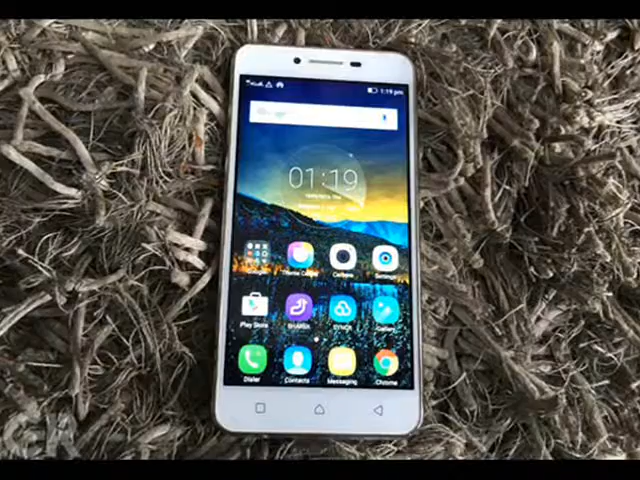 1:19 pm
01:19
Theme Center
Camera
Settings
Play Store
SHAREit
SYNCit
Gallery
Dialer
Contacts
Messaging
Chrome